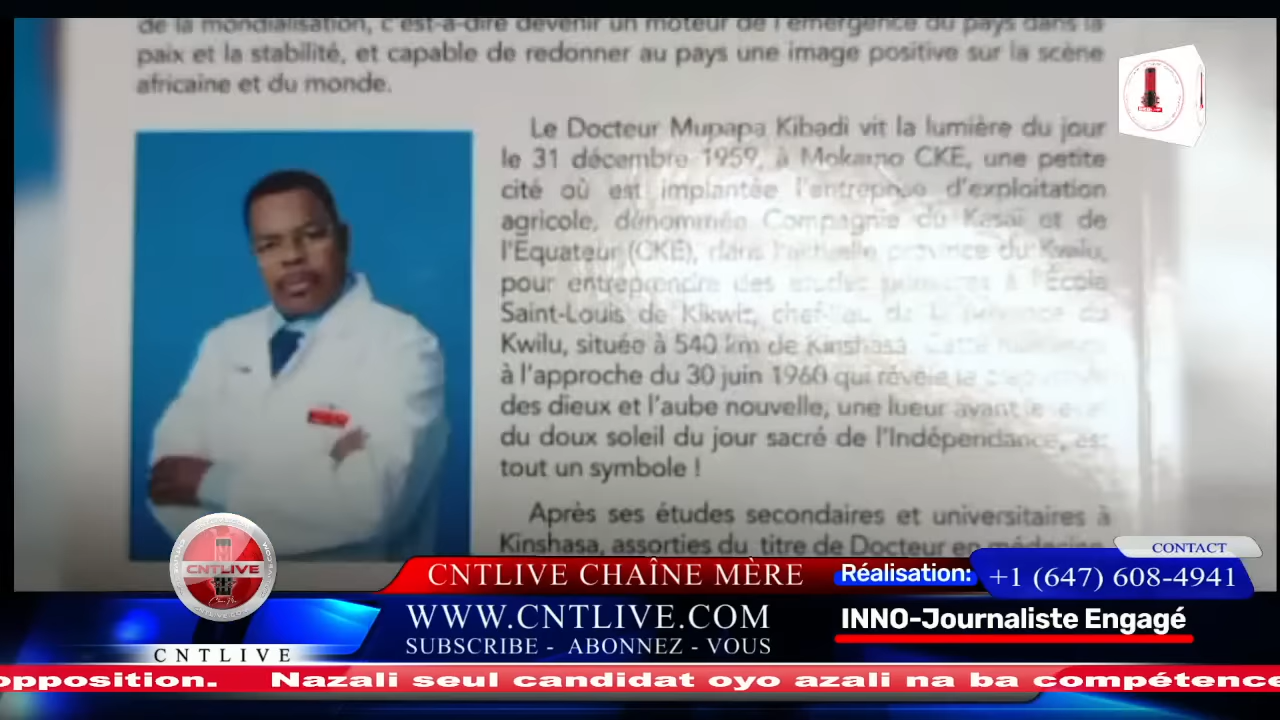 de la mondialisation, c'est-à-dire devenir un moteur de l'émergence du pays dans la
paix et la stabilité, et capable de redonner au pays une image positive sur la scène
africaine et du monde.
Le Docteur Mupapa Kibadi vit la lumière du jour
le 31 décembre 1959, à Mokamo CKE, une petite
cité où est implantée l'entreprise d'exploitation
agricole, dénommée Compagnie du Kasaï et de
l'Equateur (CKE), dans l'actuelle province du Kwilu,
pour entreprendre des études primaires à l'École
Saint-Louis de Kikwit, chef-lieu de la province du
Kwilu, située à 540 km de Kinshasa. Cette
à l'approche du 30 juin 1960 qui révèle le
des dieux et l'aube nouvelle, une lueur avant le
du doux soleil du jour sacré de l'Indépendance, est
tout un symbole !
Après ses études secondaires et universitaires à
Kinshasa, assorties du titre de Docteur en médecine
CNTLIVE
CNTLIVE
CNTLIVE CHAÎNE MÈRE
WWW.CNTLIVE.COM
SUBSCRIBE - ABONNEZ - VOUS
Réalisation:
INNO-Journaliste Engagé
CONTACT
+1 (647) 608-4941
opposition. Nazali seul candidat oyo azali na ba compétence